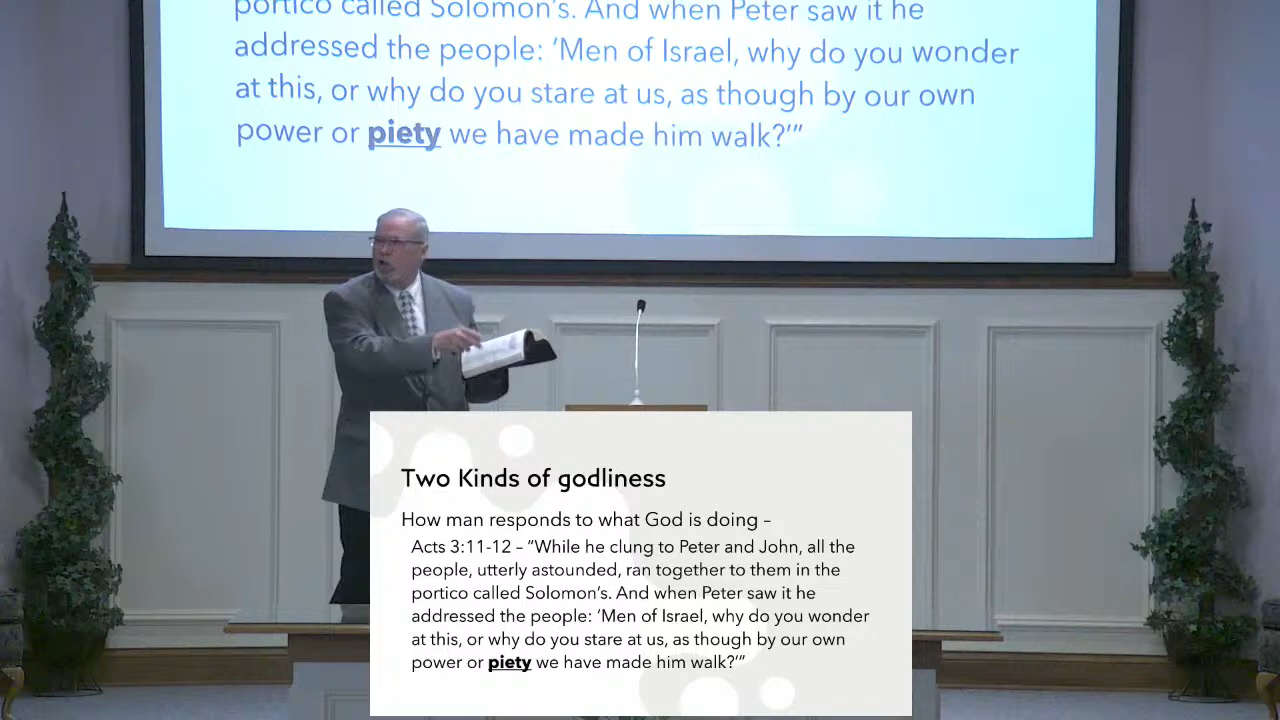 portico called Solomon's. And when Peter saw it he
addressed the people: 'Men of Israel, why do you wonder
at this, or why do you stare at us, as though by our own
power or piety we have made him walk?'”
Two Kinds of godliness
How man responds to what God is doing –
Acts 3:11-12 – “While he clung to Peter and John, all the
people, utterly astounded, ran together to them in the
portico called Solomon's. And when Peter saw it he
addressed the people: 'Men of Israel, why do you wonder
at this, or why do you stare at us, as though by our own
power or piety we have made him walk?'”